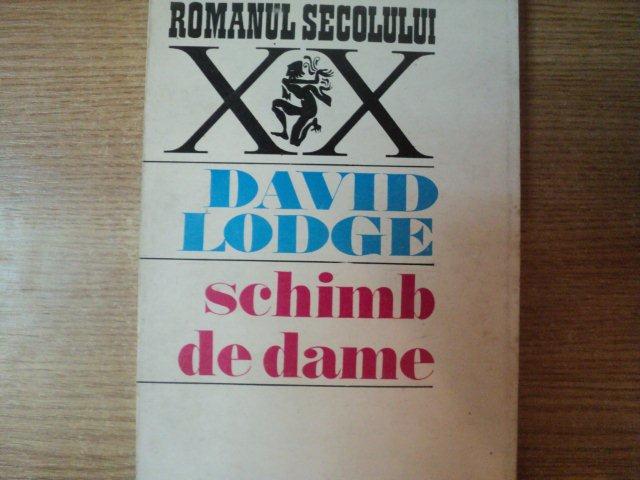 ROMANUL SECOLULUI
XX
DAVID
LODGE
schimb
de dame